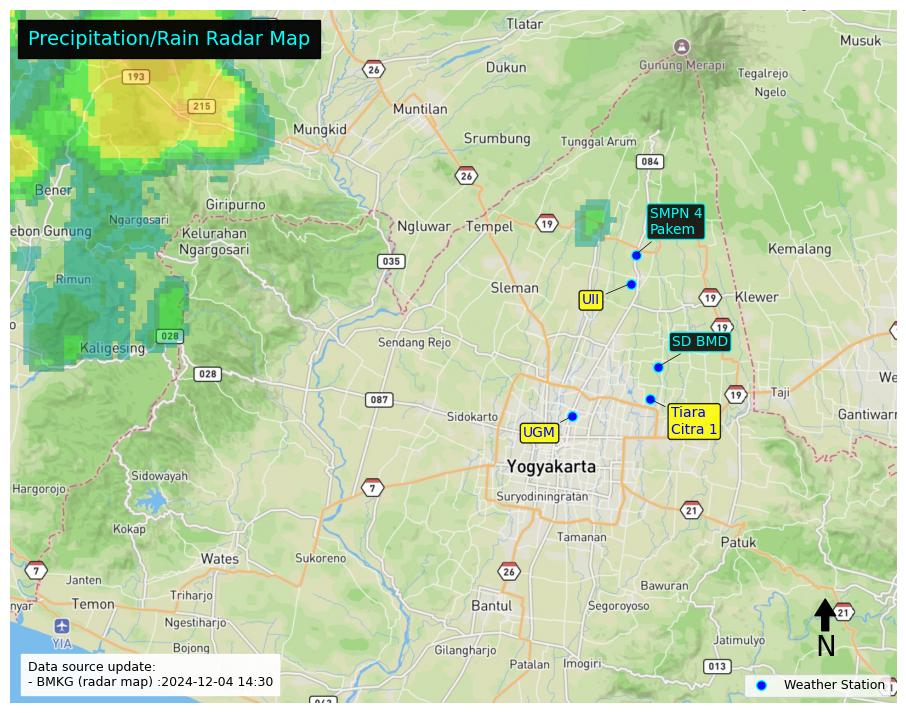 Precipitation/Rain Radar Map
Tlatar
Musuk
26
Dukun
Gunung Merapi
Tegalrejo
193
215
Ngelo
Muntilan
Mungkid
Srumbung
Tunggal Arum
084
26
Bener
Giripurno
Ngargosari
SMPN 4
Pakem
ebon Gunung
Kelurahan
Ngargosari
Ngluwar
Tempel
19
Kemalang
035
Rimun
Sleman
UII
19
Klewer
19
028
Kaligesing
Sendang Rejo
SD BMD
028
We
087
19
Taji
Sidokarto
Tiara
Citra 1
Gantiwarn
UGM
Yogyakarta
Sidowayah
Hargorojo
7
Suryodiningratan
21
Kokap
Tamanan
Patuk
Wates
Sukoreno
7
26
Janten
Bawuran
Triharjo
nyar
Temon
Bantul
Segoroyoso
21
Ngestiharjo
YIA
N
Bojong
Gilangharjo
Jatimulyo
Patalan
Imogiri
013
Data source update:
- BMKG (radar map) :2024-12-04 14:30
Weather Station